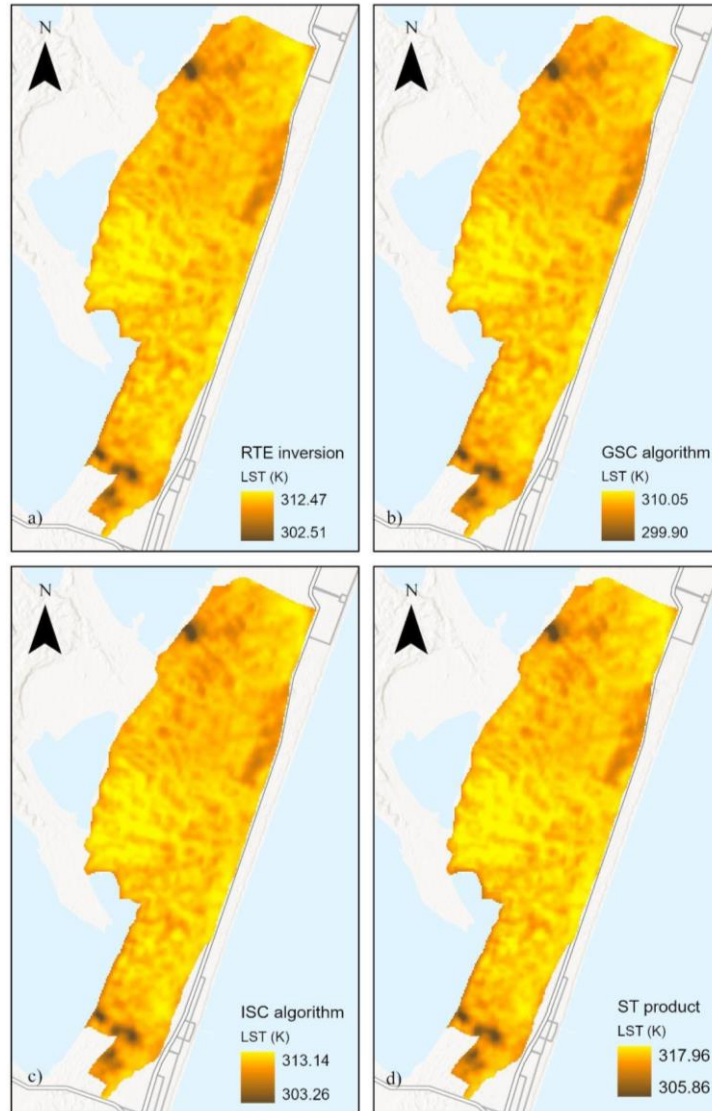 N
RTE inversion
LST (K)
312.47
302.51
a)
N
GSC algorithm
LST (K)
310.05
299.90
b)
N
ISC algorithm
LST (K)
313.14
303.26
c)
N
ST product
LST (K)
317.96
305.86
d)